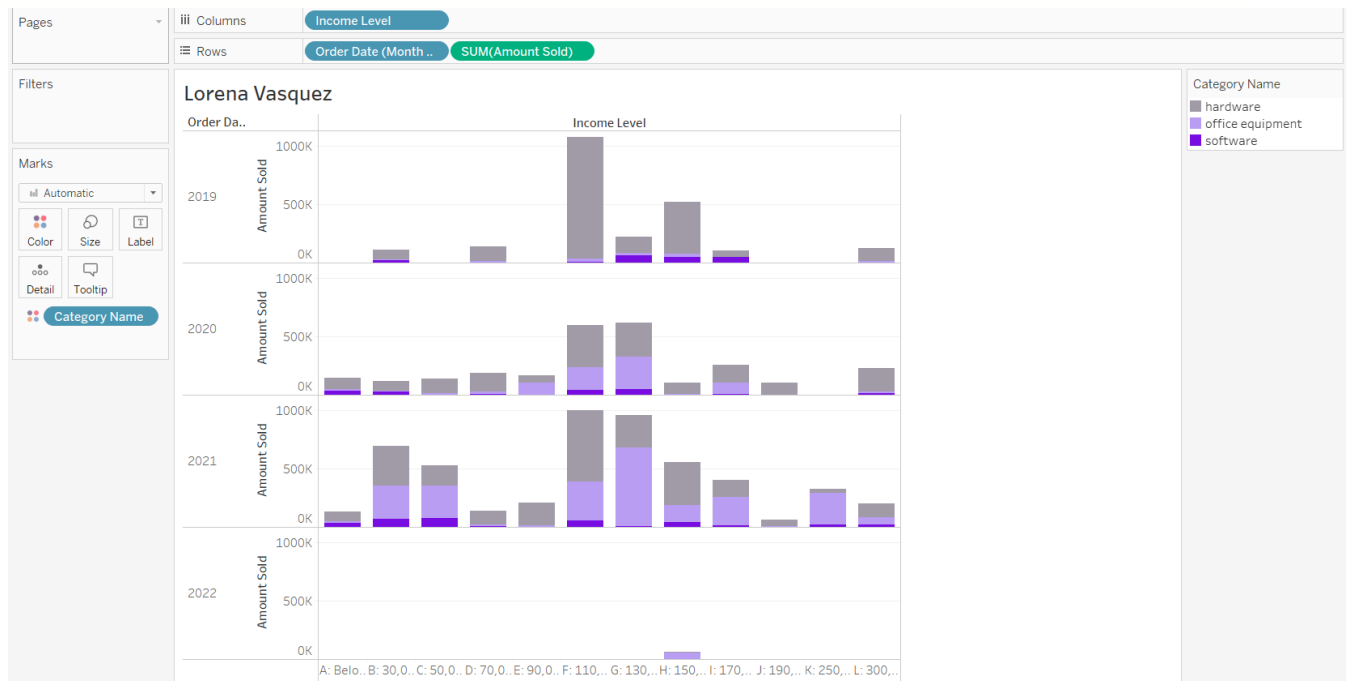 Pages
Columns
Income Level
Rows
Order Date (Month ..
SUM(Amount Sold)
Filters
Marks
Automatic
Color
Size
Label
Detail
Tooltip
Category Name
Lorena Vasquez
Order Da..
Income Level
2019
Amount Sold
1000K
500K
0K
2020
Amount Sold
1000K
500K
0K
2021
Amount Sold
1000K
500K
0K
2022
Amount Sold
1000K
500K
0K
A: Belo.. B: 30,0.. C: 50,0.. D: 70,0.. E: 90,0.. F: 110,.. G: 130,.. H: 150,.. I: 170,.. J: 190,.. K: 250,.. L: 300,..
Category Name
hardware
office equipment
software